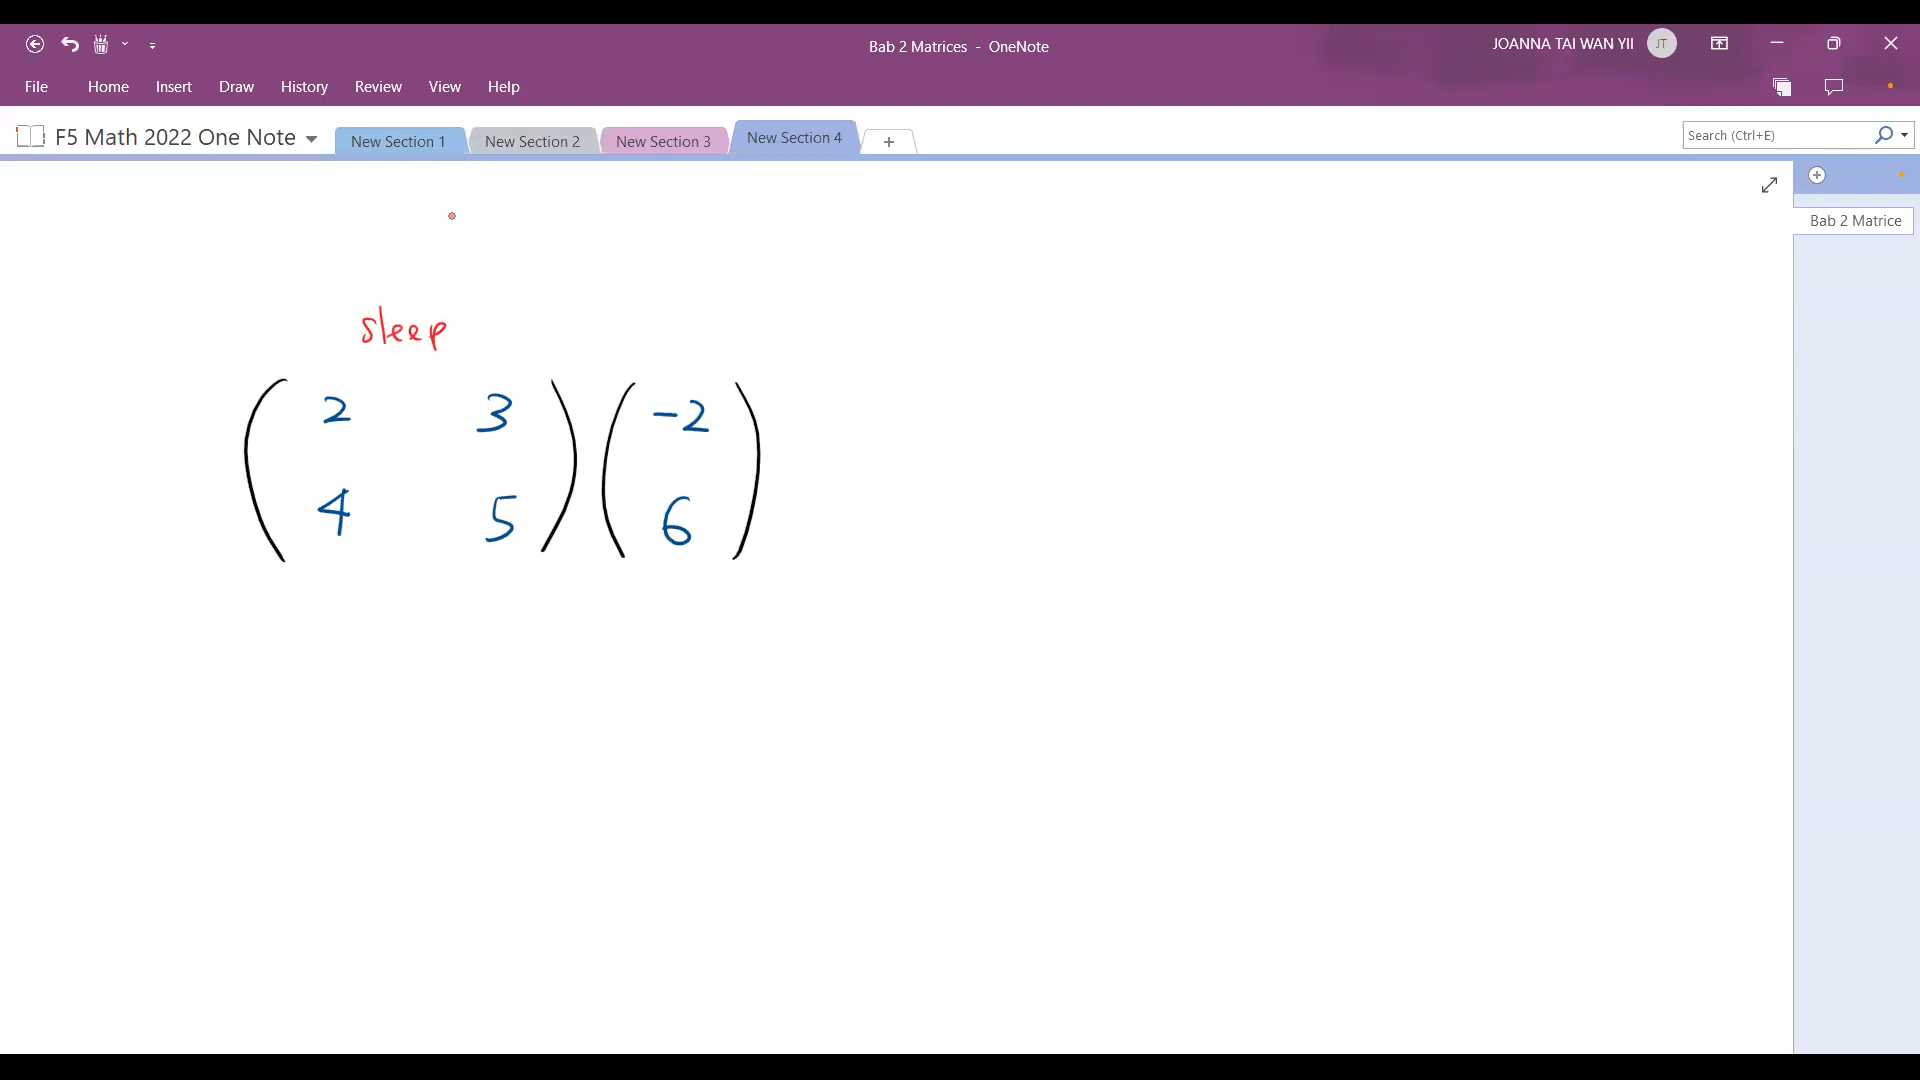 Bab 2 Matrices - OneNote
JOANNA TAI WAN YII JT
File Home Insert Draw History Review View Help
F5 Math 2022 One Note New Section 1 New Section 2 New Section 3 New Section 4 + Search (Ctrl+E)
Bab 2 Matrice
sleep
( 2 3 ) ( -2 )
( 4 5 ) ( 6 )